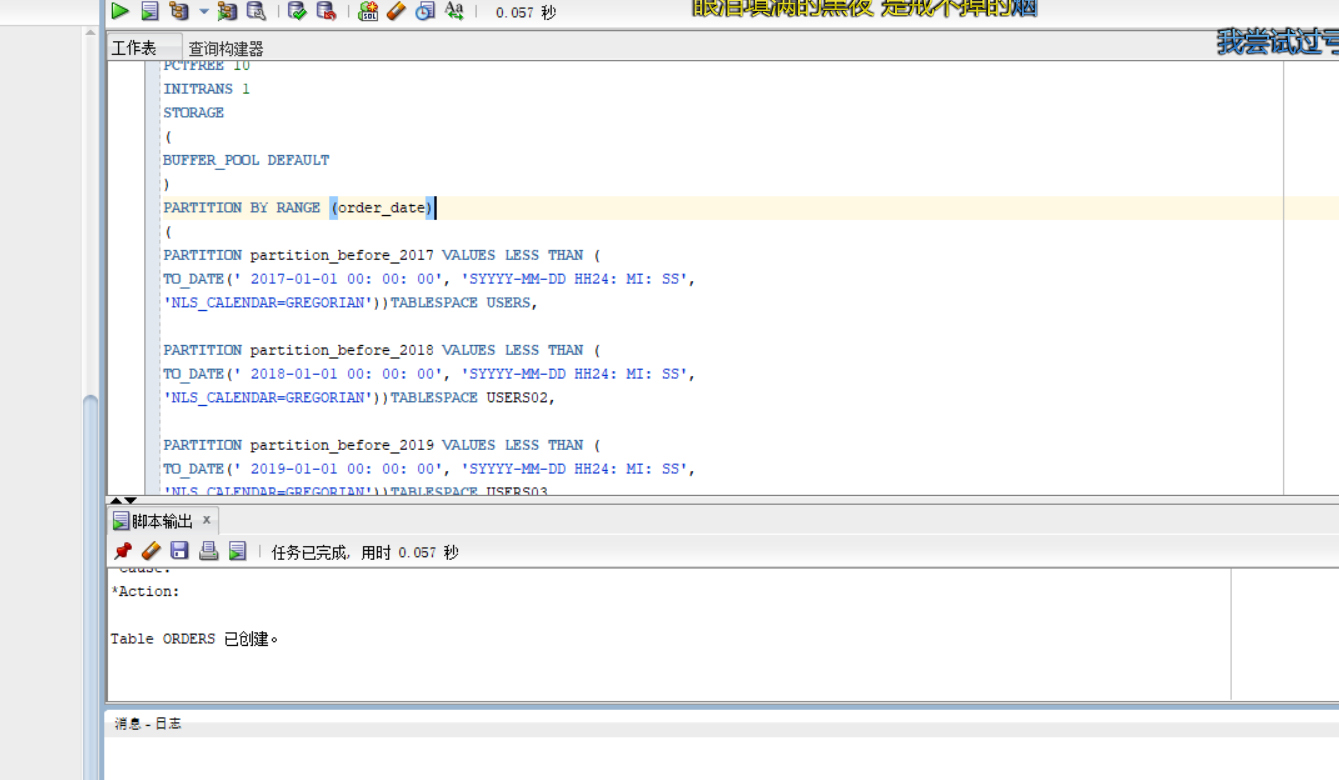 0.057 秒
眼泪填满的黑夜 是戒不掉的烟
我尝试过亏
工作表 查询构建器
PCTFREE 10
INITRANS 1
STORAGE
(
BUFFER_POOL DEFAULT
)
PARTITION BY RANGE (order_date)
(
PARTITION partition_before_2017 VALUES LESS THAN (
TO_DATE(' 2017-01-01 00: 00: 00', 'SYYYY-MM-DD HH24: MI: SS',
'NLS_CALENDAR=GREGORIAN'))TABLESPACE USERS,
PARTITION partition_before_2018 VALUES LESS THAN (
TO_DATE(' 2018-01-01 00: 00: 00', 'SYYYY-MM-DD HH24: MI: SS',
'NLS_CALENDAR=GREGORIAN'))TABLESPACE USERS02,
PARTITION partition_before_2019 VALUES LESS THAN (
TO_DATE(' 2019-01-01 00: 00: 00', 'SYYYY-MM-DD HH24: MI: SS',
'NLS_CALENDAR=GREGORIAN'))TABLESPACE USERS03
脚本输出 x
任务已完成, 用时 0.057 秒
Cause:
*Action:
Table ORDERS 已创建。
消息 - 日志